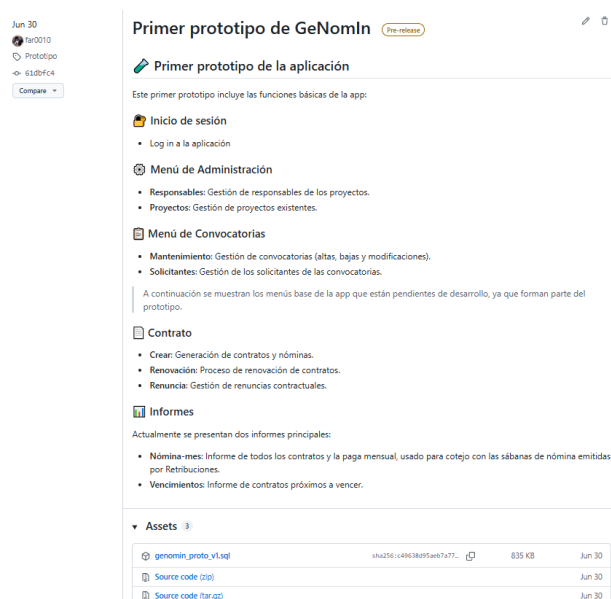 Jun 30
far0010
Prototipo
61dbfc4
Compare
Primer prototipo de GeNomIn Pre-release
Primer prototipo de la aplicación
Este primer prototipo incluye las funciones básicas de la app:
Inicio de sesión
• Log in a la aplicación
Menú de Administración
• Responsables: Gestión de responsables de los proyectos.
• Proyectos: Gestión de proyectos existentes.
Menú de Convocatorias
• Mantenimiento: Gestión de convocatorias (altas, bajas y modificaciones).
• Solicitantes: Gestión de los solicitantes de las convocatorias.
A continuación se muestran los menús base de la app que están pendientes de desarrollo, ya que forman parte del
prototipo.
Contrato
• Crear: Generación de contratos y nóminas.
• Renovación: Proceso de renovación de contratos.
• Renuncia: Gestión de renuncias contractuales.
Informes
Actualmente se presentan dos informes principales:
• Nómina-mes: Informe de todos los contratos y la paga mensual, usado para cotejo con las sábanas de nómina emitidas
por Retribuciones.
• Vencimientos: Informe de contratos próximos a vencer.
Assets 3
genomin_proto_v1.sql sha256:c49638d95aeb7a77… 835 KB Jun 30
Source code (zip) Jun 30
Source code (tar.gz) Jun 30